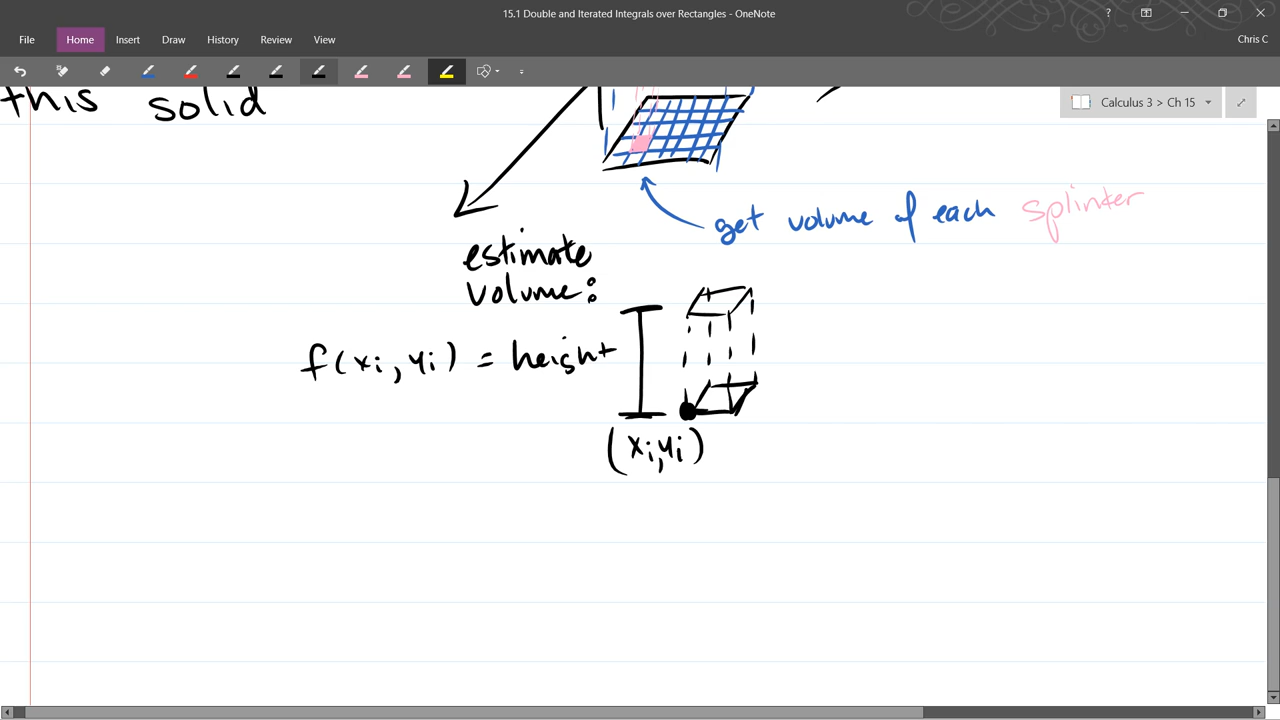 15.1 Double and Iterated Integrals over Rectangles - OneNote
File Home Insert Draw History Review View
Chris C
Calculus 3 > Ch 15
this solid
get volume of each splinter
estimate
volume:
f(xi, yi) = height
(xi, yi)